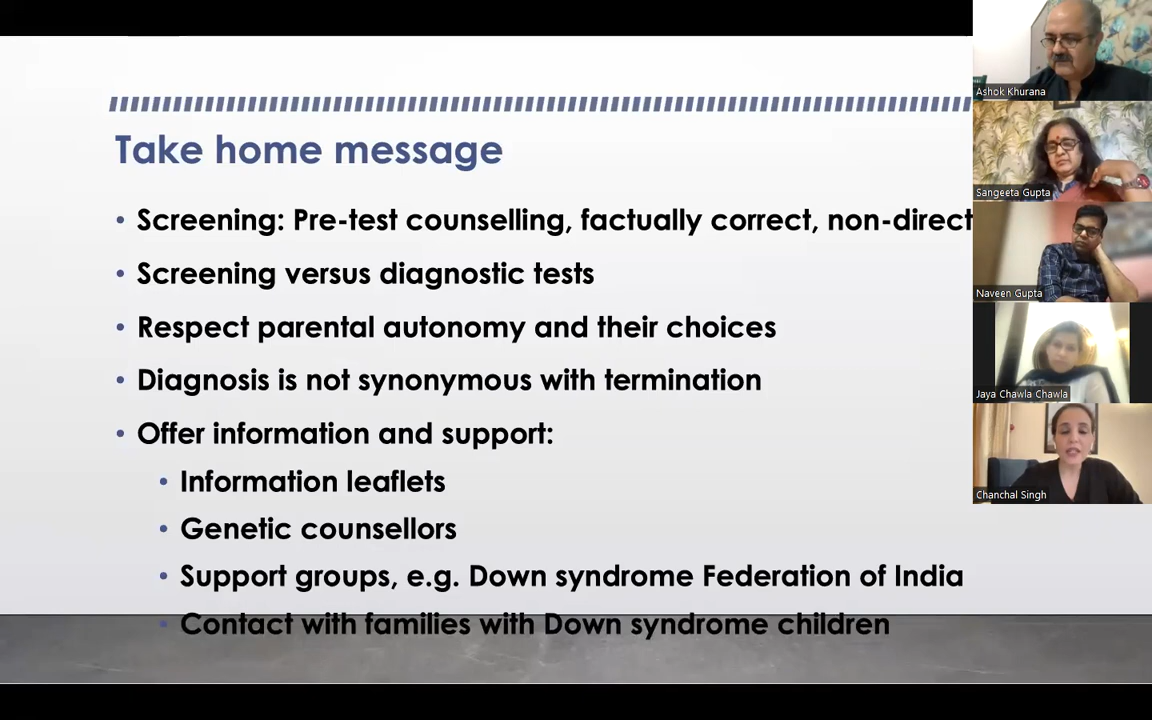 Take home message
• Screening: Pre-test counselling, factually correct, non-direct
• Screening versus diagnostic tests
• Respect parental autonomy and their choices
• Diagnosis is not synonymous with termination
• Offer information and support:
• Information leaflets
• Genetic counsellors
• Support groups, e.g. Down syndrome Federation of India
• Contact with families with Down syndrome children
Ashok Khurana
Sangeeta Gupta
Naveen Gupta
Jaya Chawla Chawla
Chanchal Singh